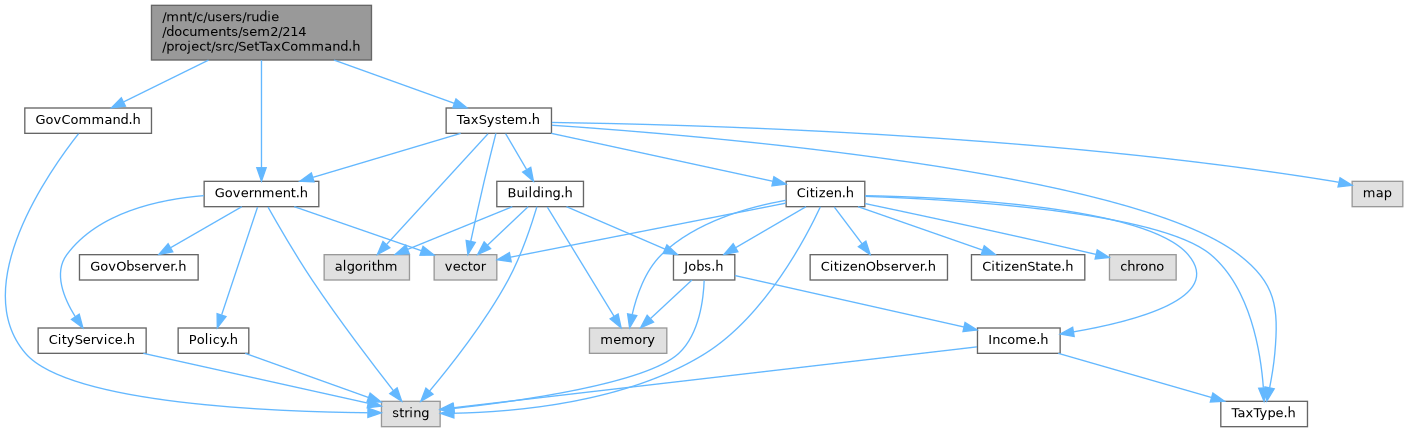 /mnt/c/users/rudie
/documents/sem2/214
/project/src/SetTaxCommand.h
GovCommand.h
TaxSystem.h
Government.h
Building.h
Citizen.h
map
GovObserver.h
algorithm
vector
Jobs.h
CitizenObserver.h
CitizenState.h
chrono
CityService.h
Policy.h
memory
Income.h
string
TaxType.h